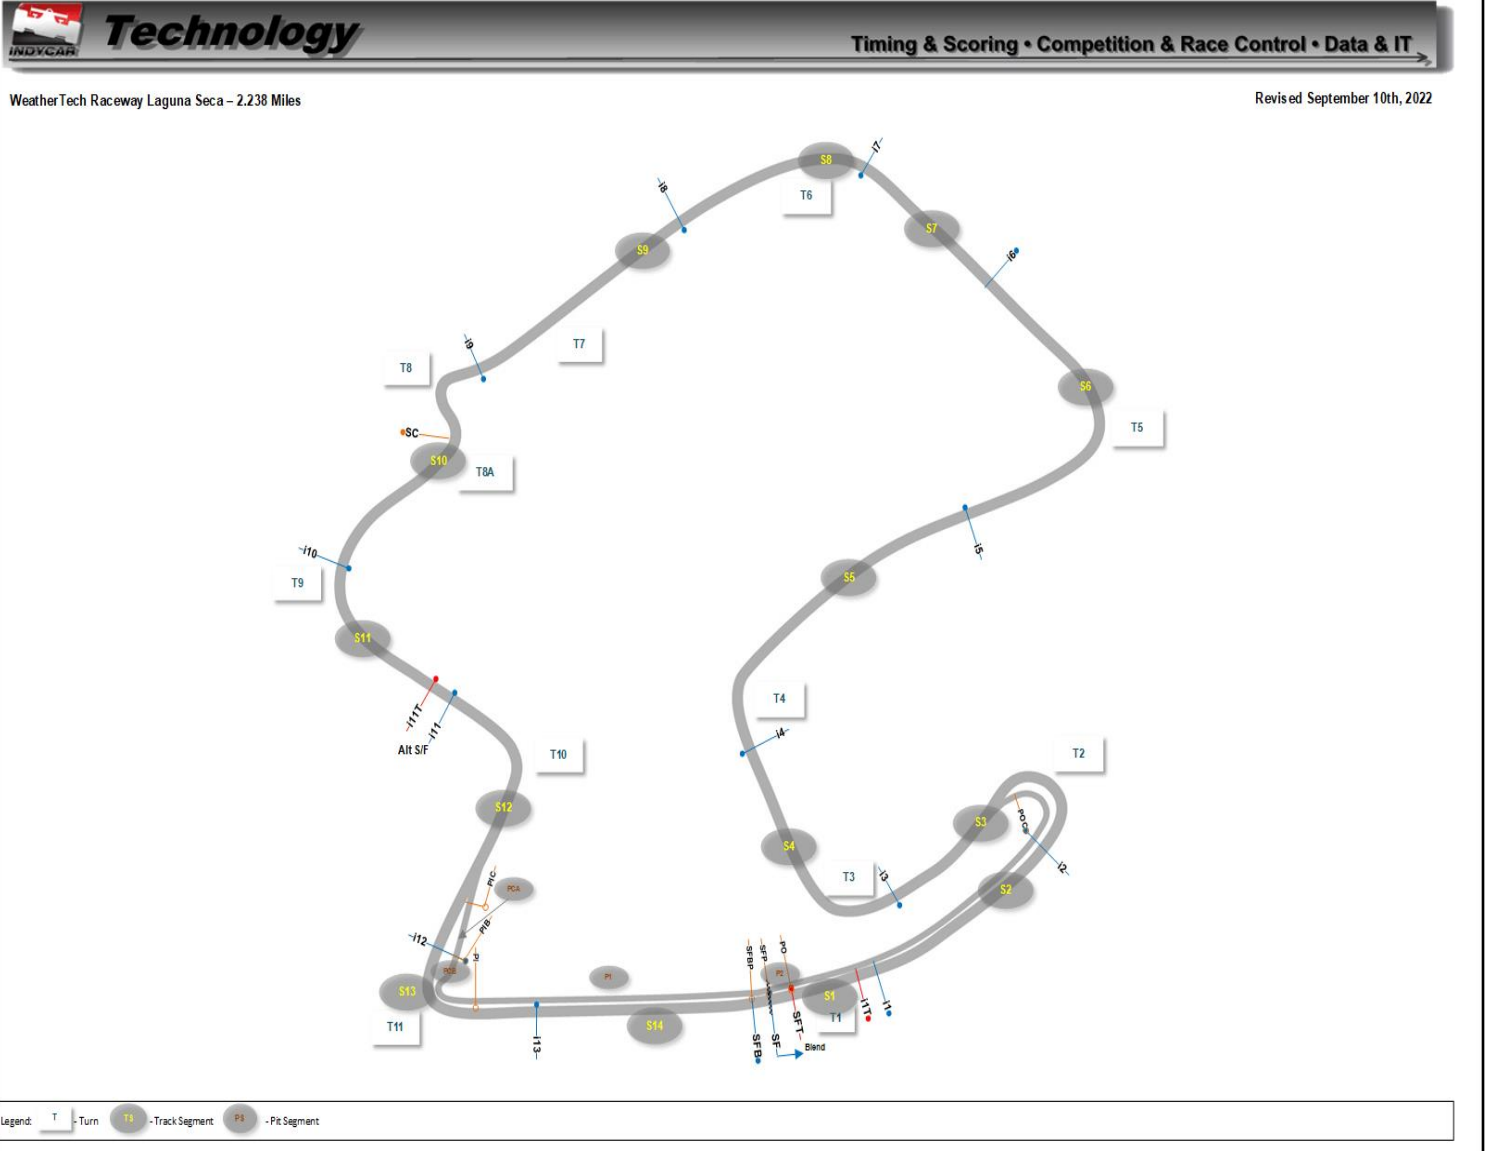 INDYCAR
Technology
Timing & Scoring • Competition & Race Control • Data & IT
WeatherTech Raceway Laguna Seca – 2.238 Miles
Revised September 10th, 2022
i7
S8
i8
T6
S7
S9
i6
i9
T7
T8
S6
SC
T5
S10
T8A
i5
i10
S5
T9
S11
T4
i11T
i11
i4
Alt S/F
T10
T2
S12
S3
POC
S4
i2
T3
i3
PIC
PCA
S2
PIB
i12
PI
SFBP
SFP
PO
PCB
P1
P2
S13
S1
i1T
i1
T11
S14
T1
SFT
i13
SFB
SF
Blend
Legend:
T
- Turn
TS
- Track Segment
PS
- Pit Segment